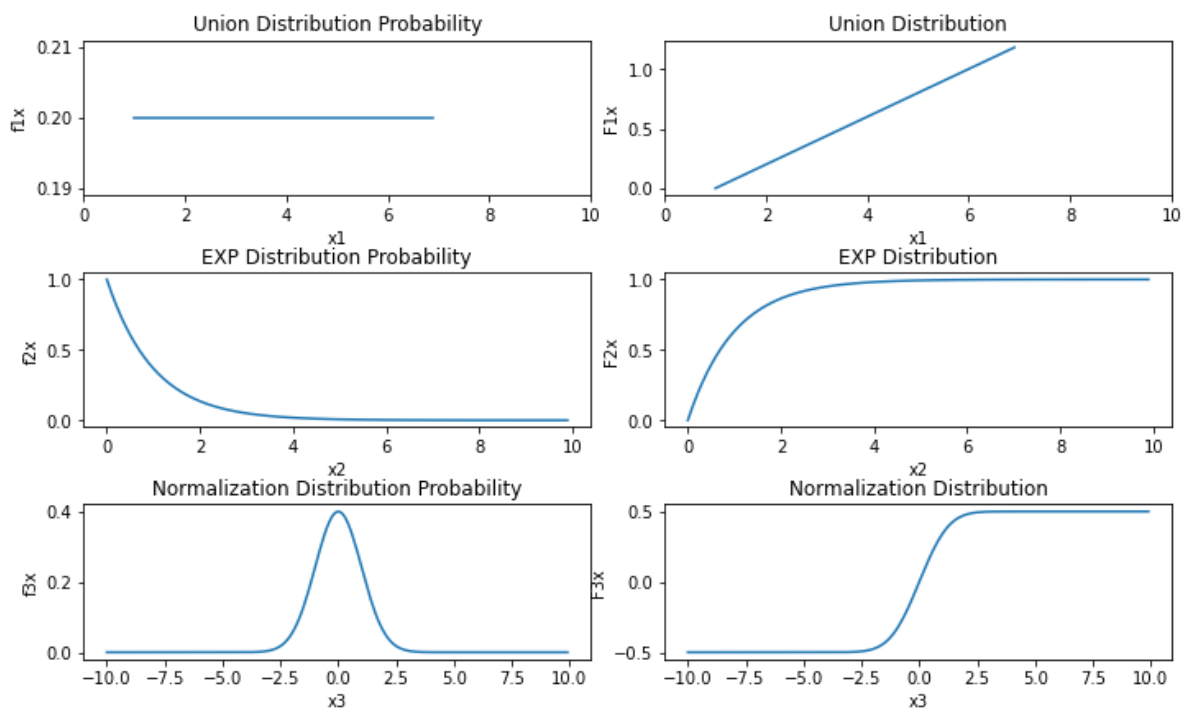 Union Distribution Probability
0.21
0.20
0.19
f1x
0 2 4 6 8 10
x1
Union Distribution
1.0
0.5
0.0
F1x
0 2 4 6 8 10
x1
EXP Distribution Probability
1.0
0.5
0.0
f2x
0 2 4 6 8 10
x2
EXP Distribution
1.0
0.5
0.0
F2x
0 2 4 6 8 10
x2
Normalization Distribution Probability
0.4
0.2
0.0
f3x
−10.0 −7.5 −5.0 −2.5 0.0 2.5 5.0 7.5 10.0
x3
Normalization Distribution
0.5
0.0
−0.5
F3x
−10.0 −7.5 −5.0 −2.5 0.0 2.5 5.0 7.5 10.0
x3